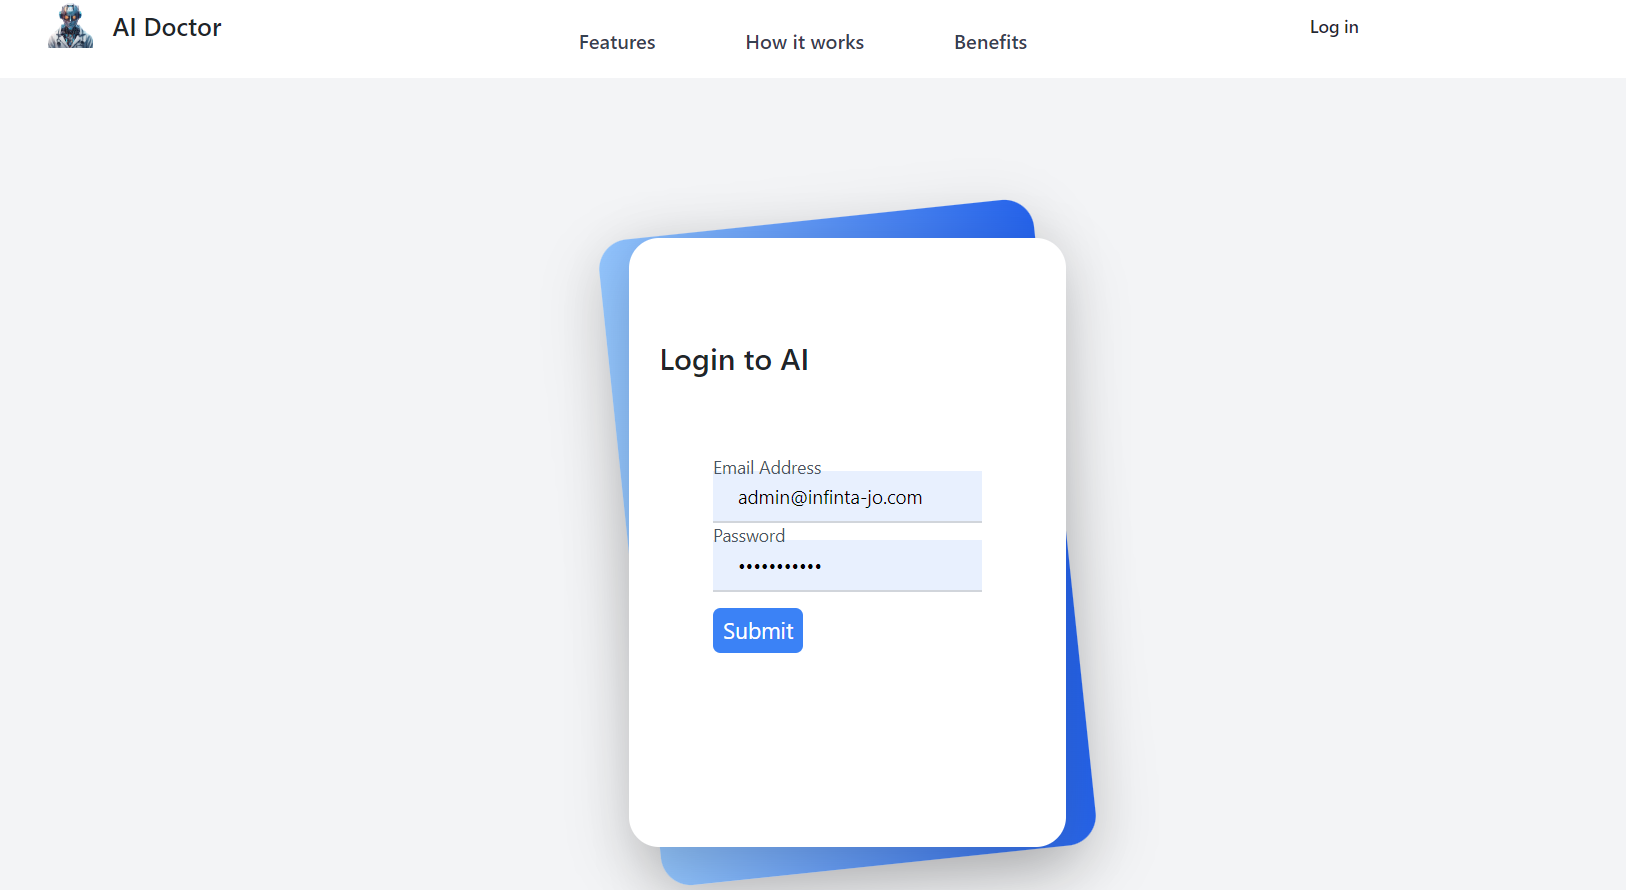 AI Doctor
Features How it works Benefits
Log in
Login to AI
Email Address
admin@infinta-jo.com
Password
•••••••••••
Submit